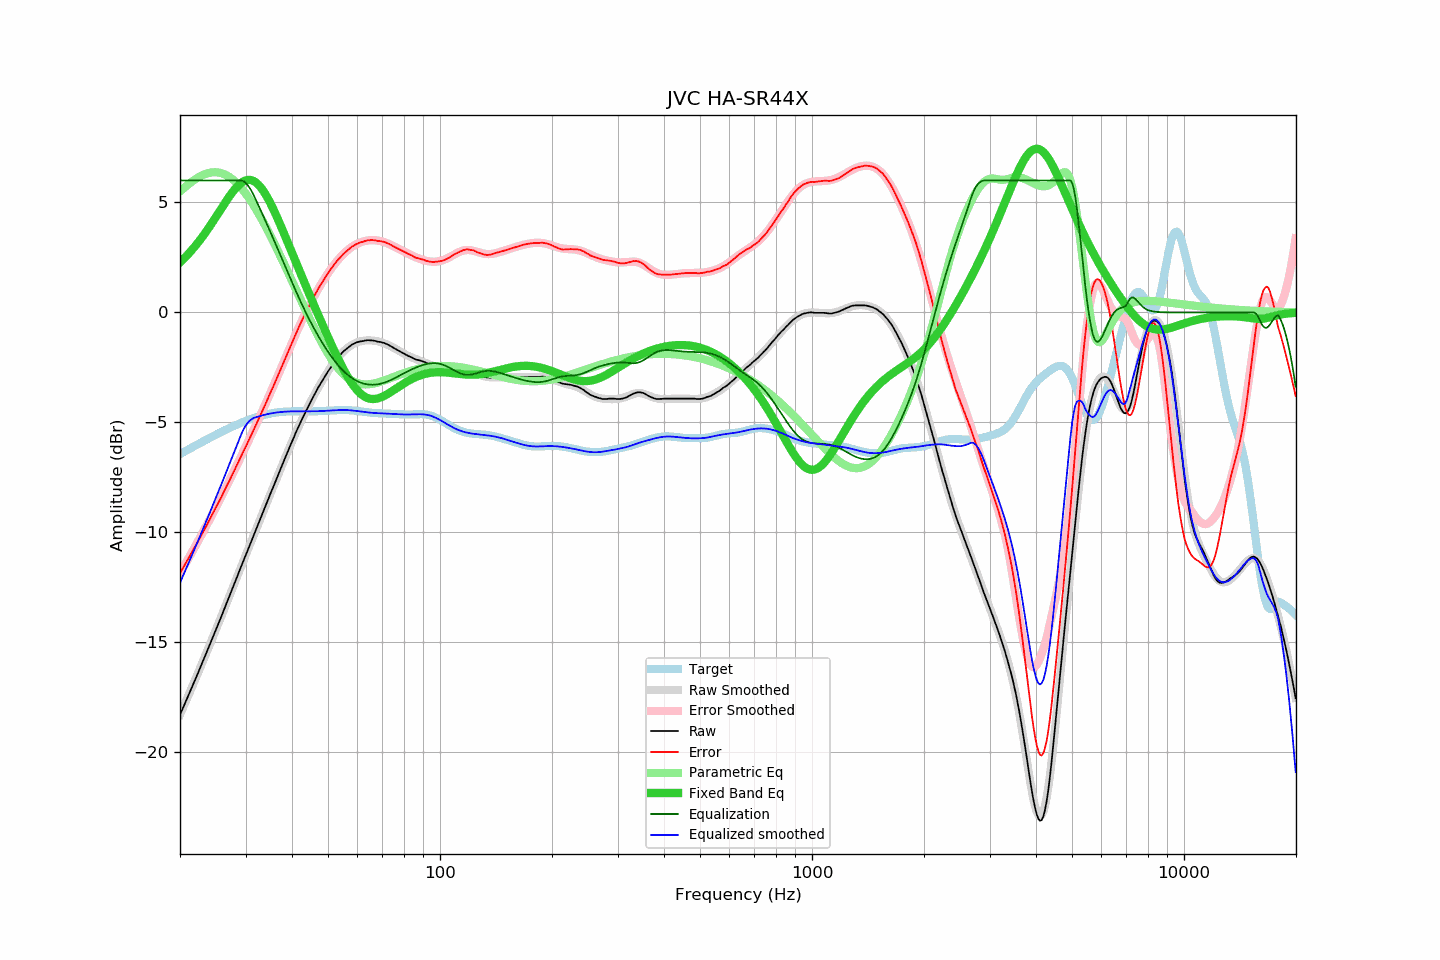 JVC HA-SR44X
Amplitude (dBr)
5
0
−5
−10
−15
−20
Target
Raw Smoothed
Error Smoothed
Raw
Error
Parametric Eq
Fixed Band Eq
Equalization
Equalized smoothed
100
1000
10000
Frequency (Hz)